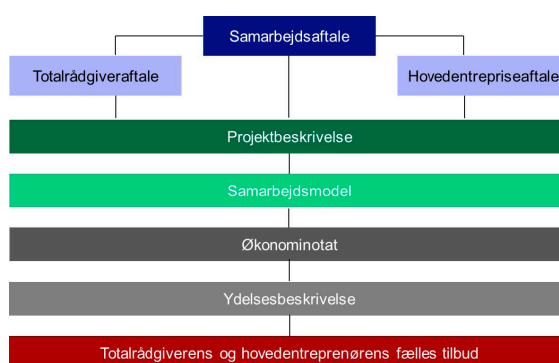 Samarbejdsaftale
Totalrådgiveraftale
Hovedentrepriseaftale
Projektbeskrivelse
Samarbejdsmodel
Økonominotat
Ydelsesbeskrivelse
Totalrådgiverens og hovedentreprenørens fælles tilbud